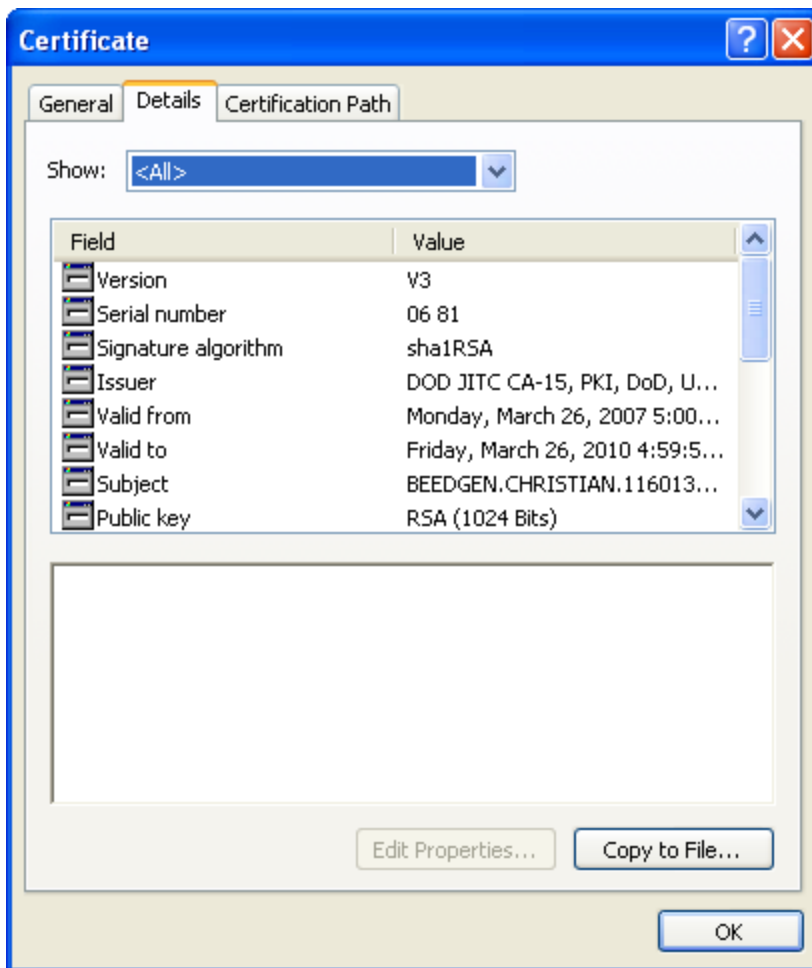 Certificate
General Details Certification Path
Show: <All>
Field Value
Version V3
Serial number 06 81
Signature algorithm sha1RSA
Issuer DOD JITC CA-15, PKI, DoD, U...
Valid from Monday, March 26, 2007 5:00...
Valid to Friday, March 26, 2010 4:59:5...
Subject BEEDGEN.CHRISTIAN.116013...
Public key RSA (1024 Bits)
Edit Properties... Copy to File...
OK